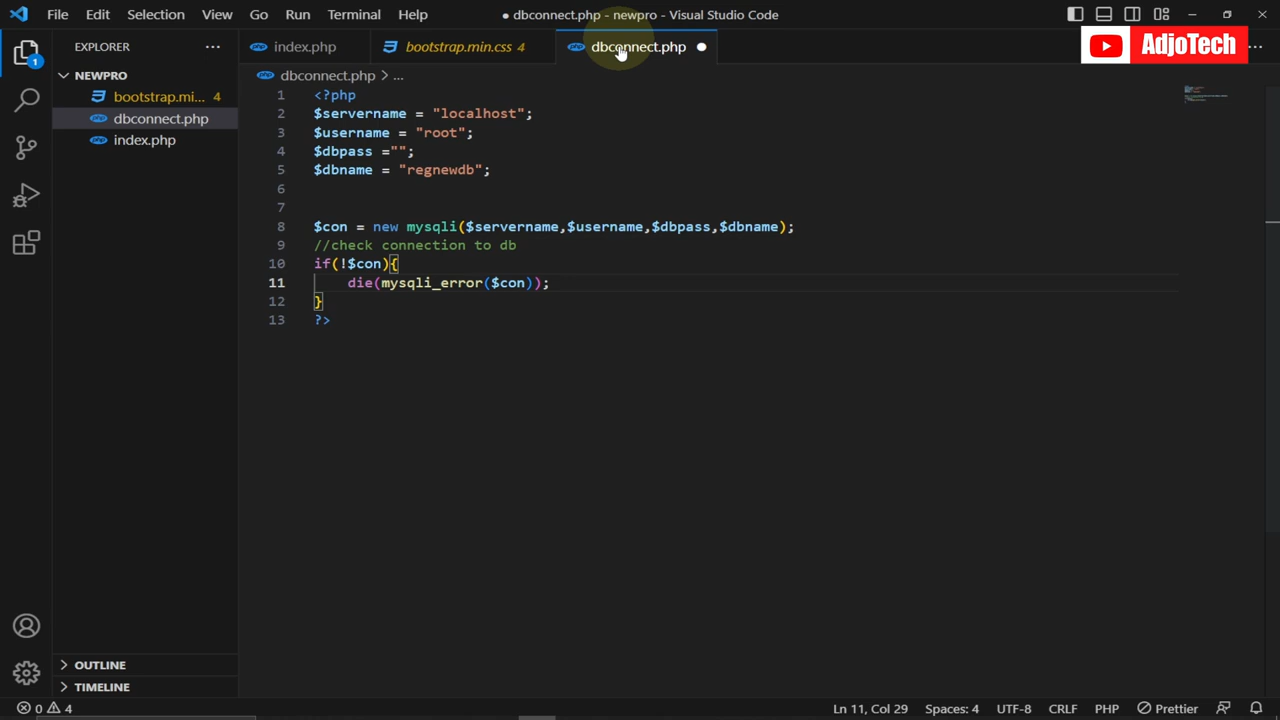 File Edit Selection View Go Run Terminal Help
● dbconnect.php - newpro - Visual Studio Code
EXPLORER
index.php
bootstrap.min.css 4
dbconnect.php
AdjoTech
NEWPRO
1
bootstrap.mi... 4
dbconnect.php
index.php
dbconnect.php > ...
1 <?php
2 $servername = "localhost";
3 $username = "root";
4 $dbpass ="";
5 $dbname = "regnewdb";
6
7
8 $con = new mysqli($servername,$username,$dbpass,$dbname);
9 //check connection to db
10 if(!$con){
11 die(mysqli_error($con));
12 }
13 ?>
OUTLINE
TIMELINE
0 4 Ln 11, Col 29 Spaces: 4 UTF-8 CRLF PHP Prettier